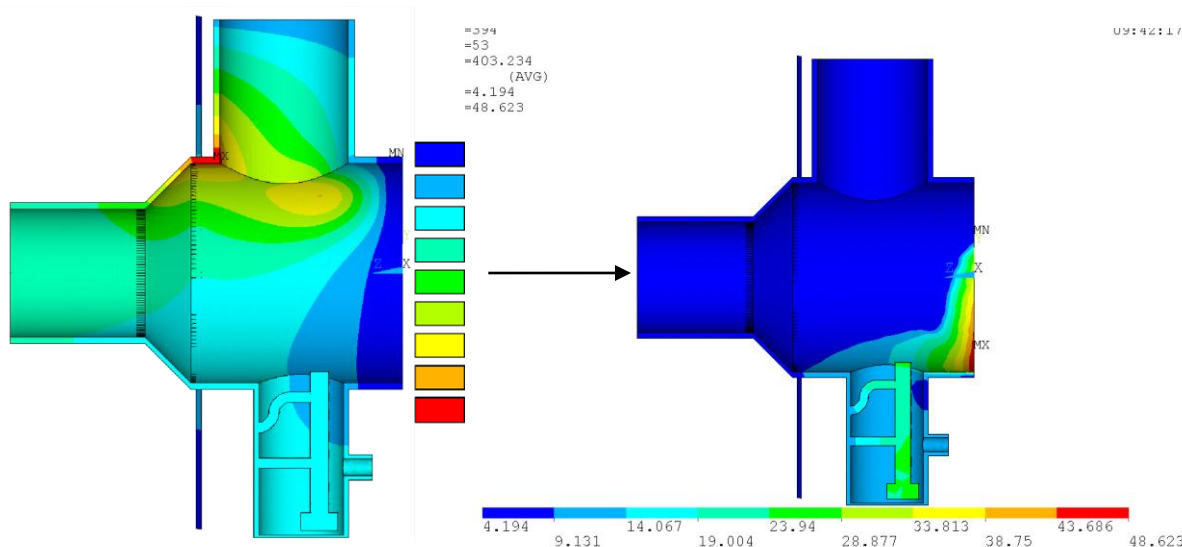 =394
=53
=403.234
(AVG)
=4.194
=48.623
09:42:17
MX
MN
Z
X
MN
Z
X
MX
4.194
14.067
23.94
33.813
43.686
9.131
19.004
28.877
38.75
48.623